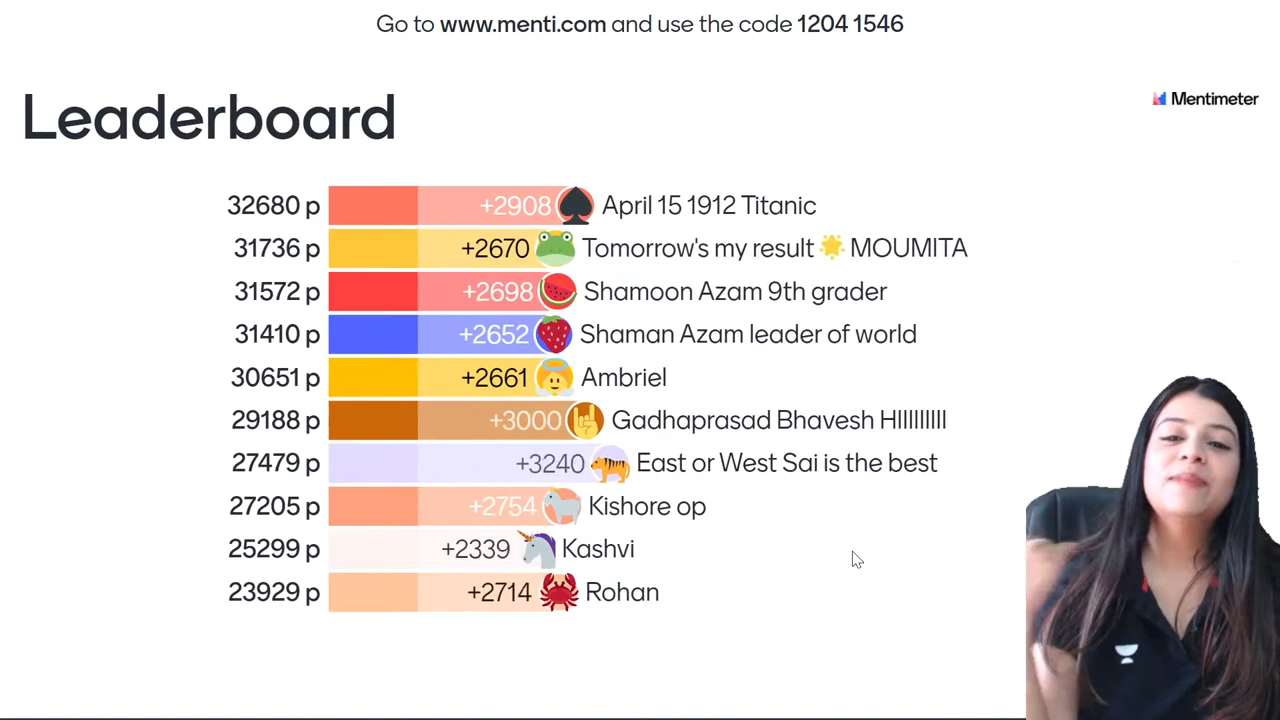 Go to www.menti.com and use the code 1204 1546
Leaderboard
Mentimeter
32680 p +2908 April 15 1912 Titanic
31736 p +2670 Tomorrow's my result 🌟 MOUMITA
31572 p +2698 Shamoon Azam 9th grader
31410 p +2652 Shaman Azam leader of world
30651 p +2661 Ambriel
29188 p +3000 Gadhaprasad Bhavesh HIIIIIIIII
27479 p +3240 East or West Sai is the best
27205 p +2754 Kishore op
25299 p +2339 Kashvi
23929 p +2714 Rohan